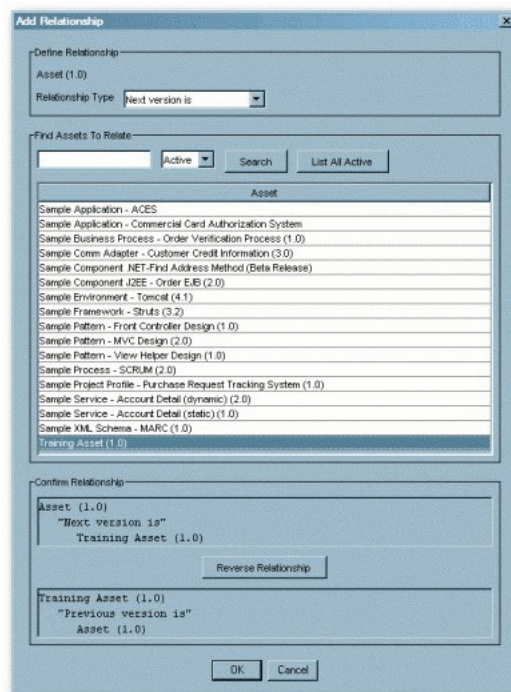 Add Relationship
Define Relationship
Asset (1.0)
Relationship Type Next version is
Find Assets To Relate
Active Search List All Active
Asset
Sample Application - ACES
Sample Application - Commercial Card Authorization System
Sample Business Process - Order Verification Process (1.0)
Sample Comm Adapter - Customer Credit Information (3.0)
Sample Component .NET-Find Address Method (Beta Release)
Sample Component J2EE - Order EJB (2.0)
Sample Environment - Tomcat (4.1)
Sample Framework - Struts (3.2)
Sample Pattern - Front Controller Design (1.0)
Sample Pattern - MVC Design (2.0)
Sample Pattern - View Helper Design (1.0)
Sample Process - SCRUM (2.0)
Sample Project Profile - Purchase Request Tracking System (1.0)
Sample Service - Account Detail (dynamic) (2.0)
Sample Service - Account Detail (static) (1.0)
Sample XML Schema - MARC (1.0)
Training Asset (1.0)
Confirm Relationship
Asset (1.0)
"Next version is"
Training Asset (1.0)
Reverse Relationship
Training Asset (1.0)
"Previous version is"
Asset (1.0)
OK Cancel